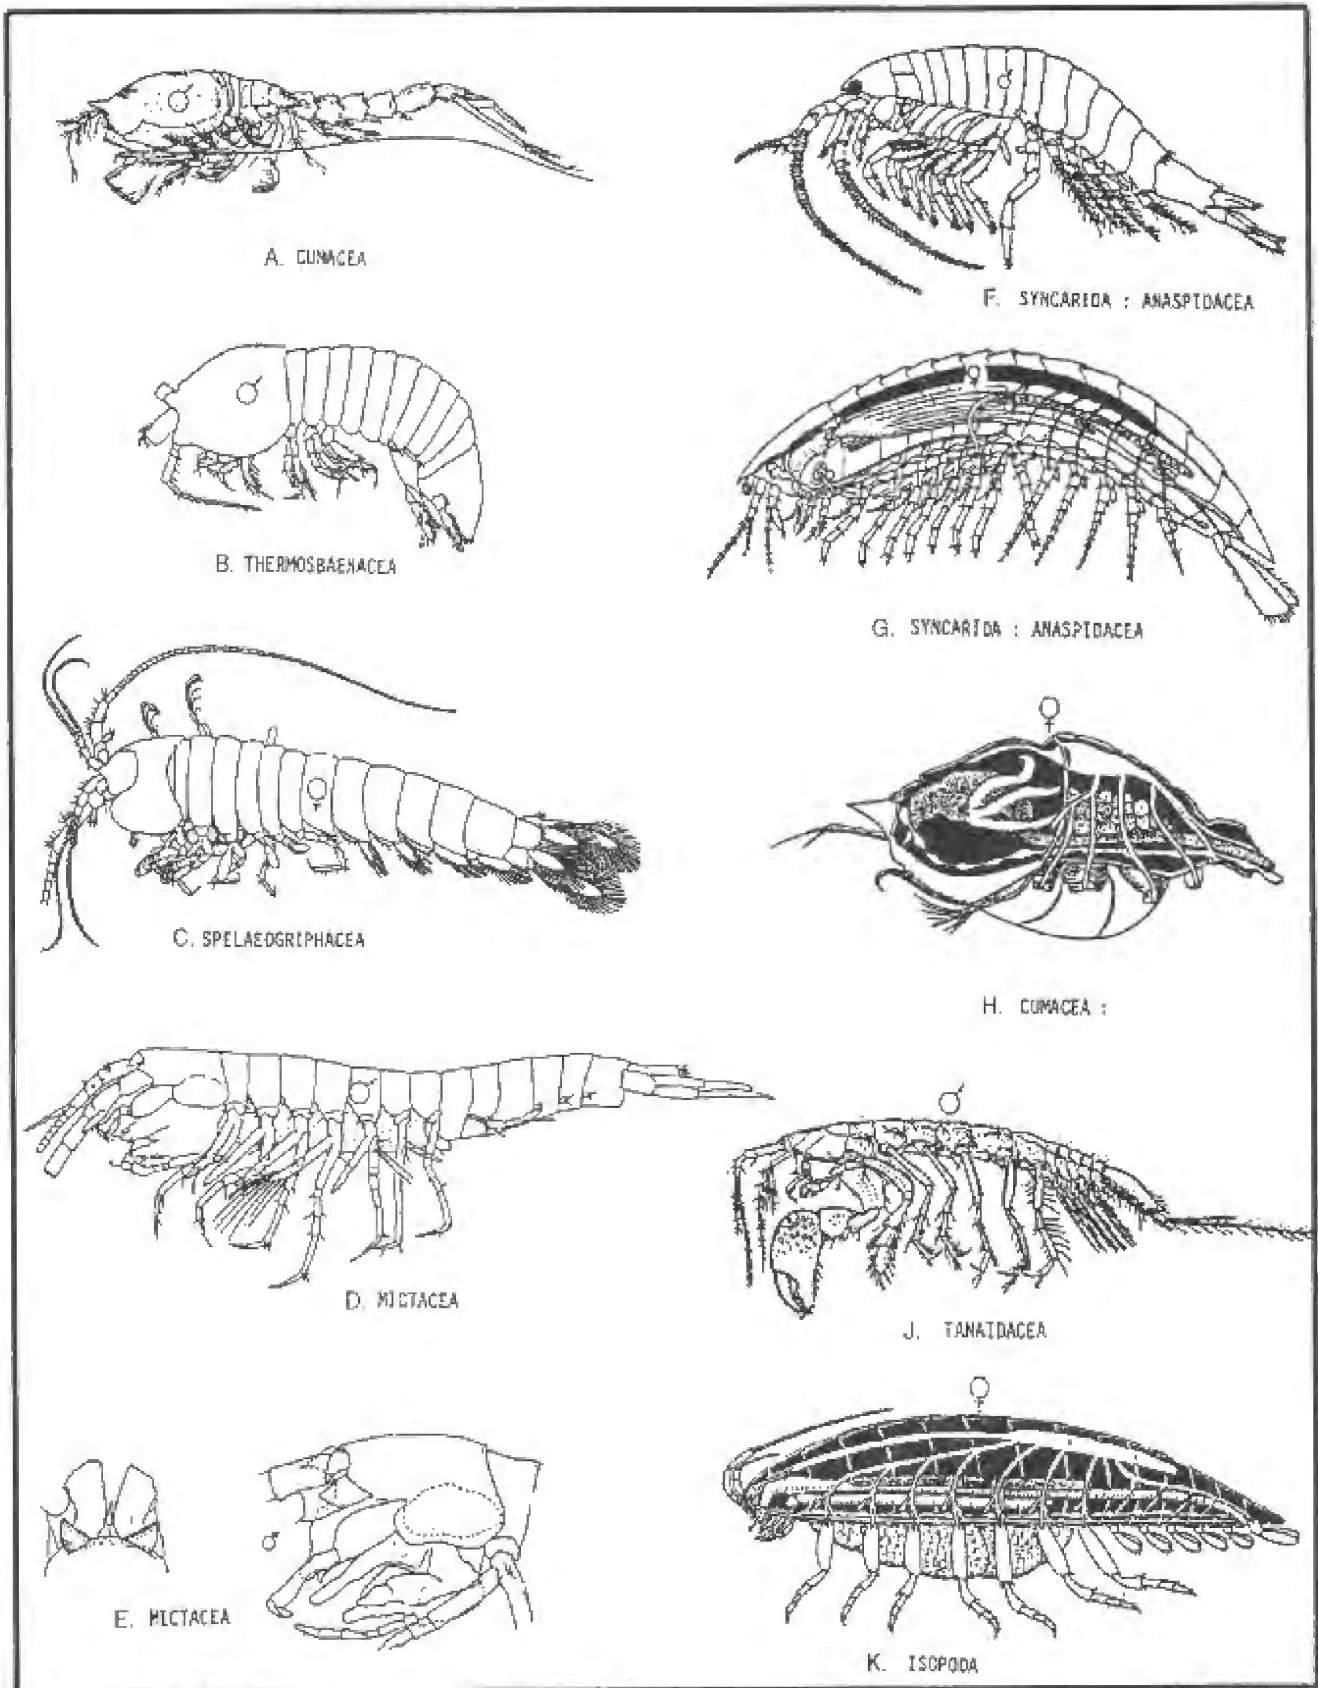 A. CUMACEA
F. SYNCARIDA : ANASPIDACEA
B. THERMOSBAENACEA
G. SYNCARIDA : ANASPIDACEA
C. SPELAEOGRIPHACEA
H. CUMACEA :
D. MICTACEA
J. TANAIDACEA
E. MICTACEA
K. ISOPODA